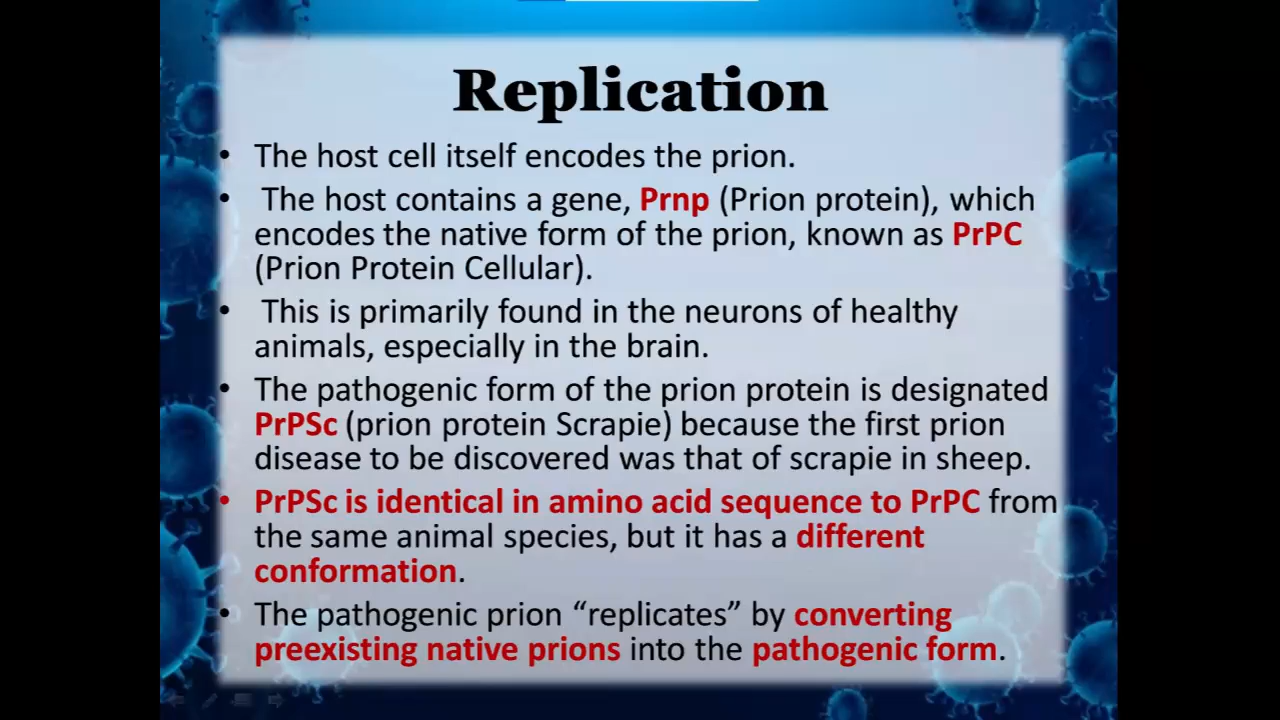 Replication
• The host cell itself encodes the prion.
• The host contains a gene, Prnp (Prion protein), which
encodes the native form of the prion, known as PrPC
(Prion Protein Cellular).
• This is primarily found in the neurons of healthy
animals, especially in the brain.
• The pathogenic form of the prion protein is designated
PrPSc (prion protein Scrapie) because the first prion
disease to be discovered was that of scrapie in sheep.
• PrPSc is identical in amino acid sequence to PrPC from
the same animal species, but it has a different
conformation.
• The pathogenic prion “replicates” by converting
preexisting native prions into the pathogenic form.